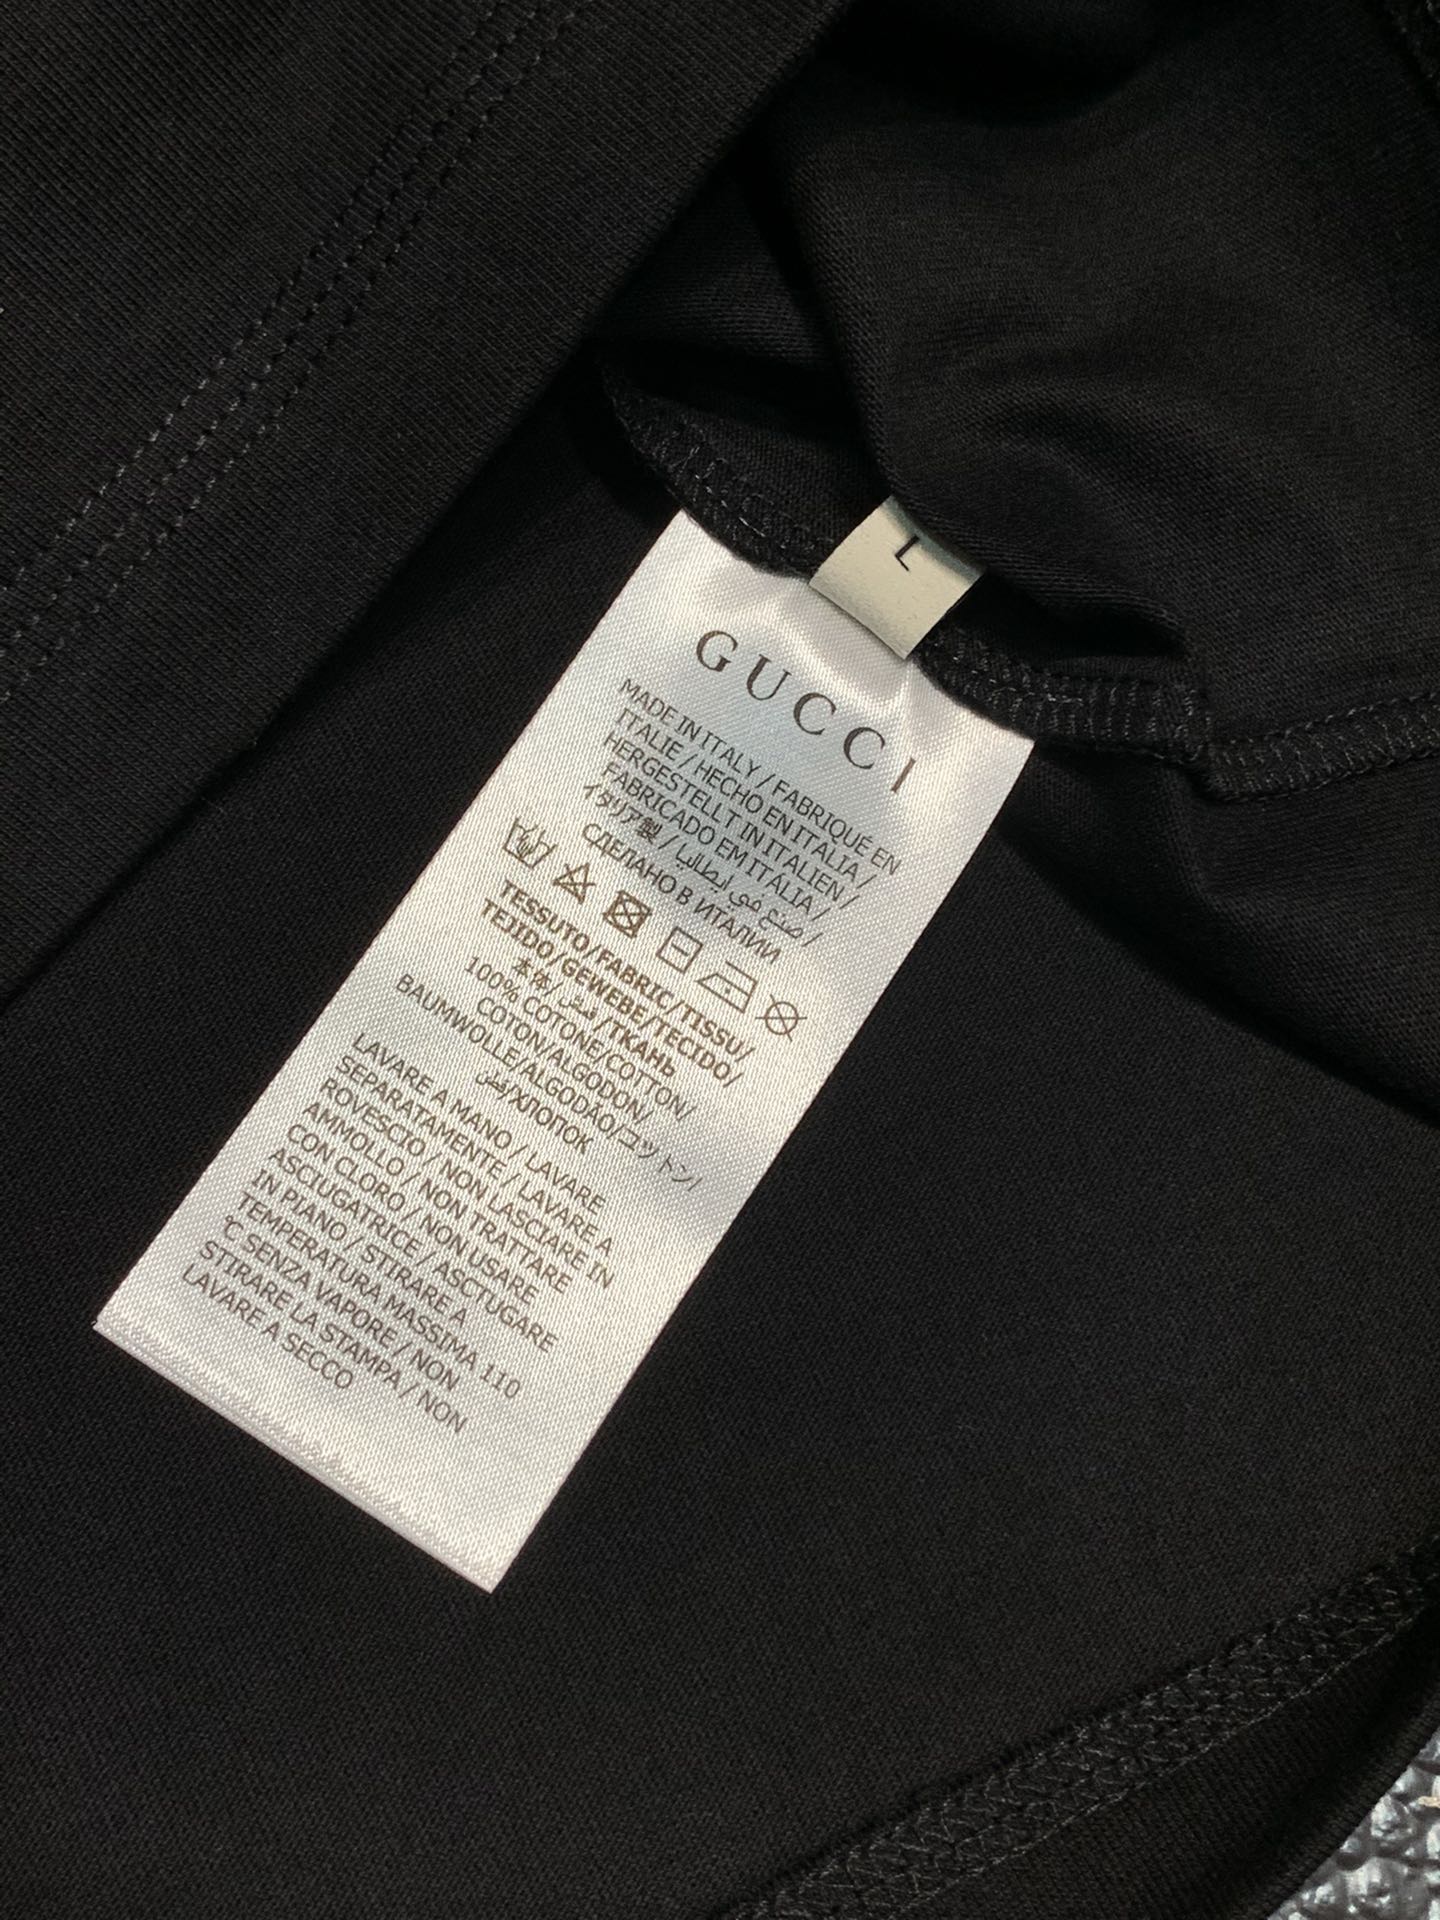 L
GUCCI
MADE IN ITALY / FABRIQUÉ EN
ITALIE / HECHO EN ITALIA /
HERGESTELLT IN ITALIEN /
FABRICADO EM ITÁLIA /
イタリア製 / صنع في ايطاليا /
СДЕЛАНО В ИТАЛИИ
TESSUTO/FABRIC/TISSU/
TEJIDO/GEWEBE/TECIDO/
本体/قماش/ТКАНЬ
100% COTONE/COTTON/
COTON/ALGODON/
BAUMWOLLE/ALGODÃO/コットン/
قطن/ХЛОПОК
LAVARE A MANO / LAVARE
SEPARATAMENTE / LAVARE A
ROVESCIO / NON LASCIARE IN
AMMOLLO / NON TRATTARE
CON CLORO / NON USARE
ASCIUGATRICE / ASCTUGARE
IN PIANO / STIRARE A
TEMPERATURA MASSIMA 110
°C SENZA VAPORE / NON
STIRARE LA STAMPA / NON
LAVARE A SECCO